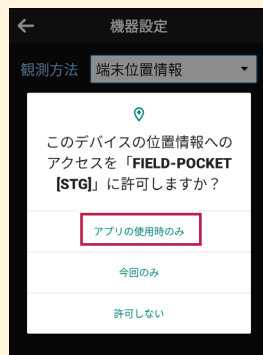 機器設定
観測方法 端末位置情報
このデバイスの位置情報への
アクセスを「FIELD-POCKET
[STG]」に許可しますか？
アプリの使用時のみ
今回のみ
許可しない